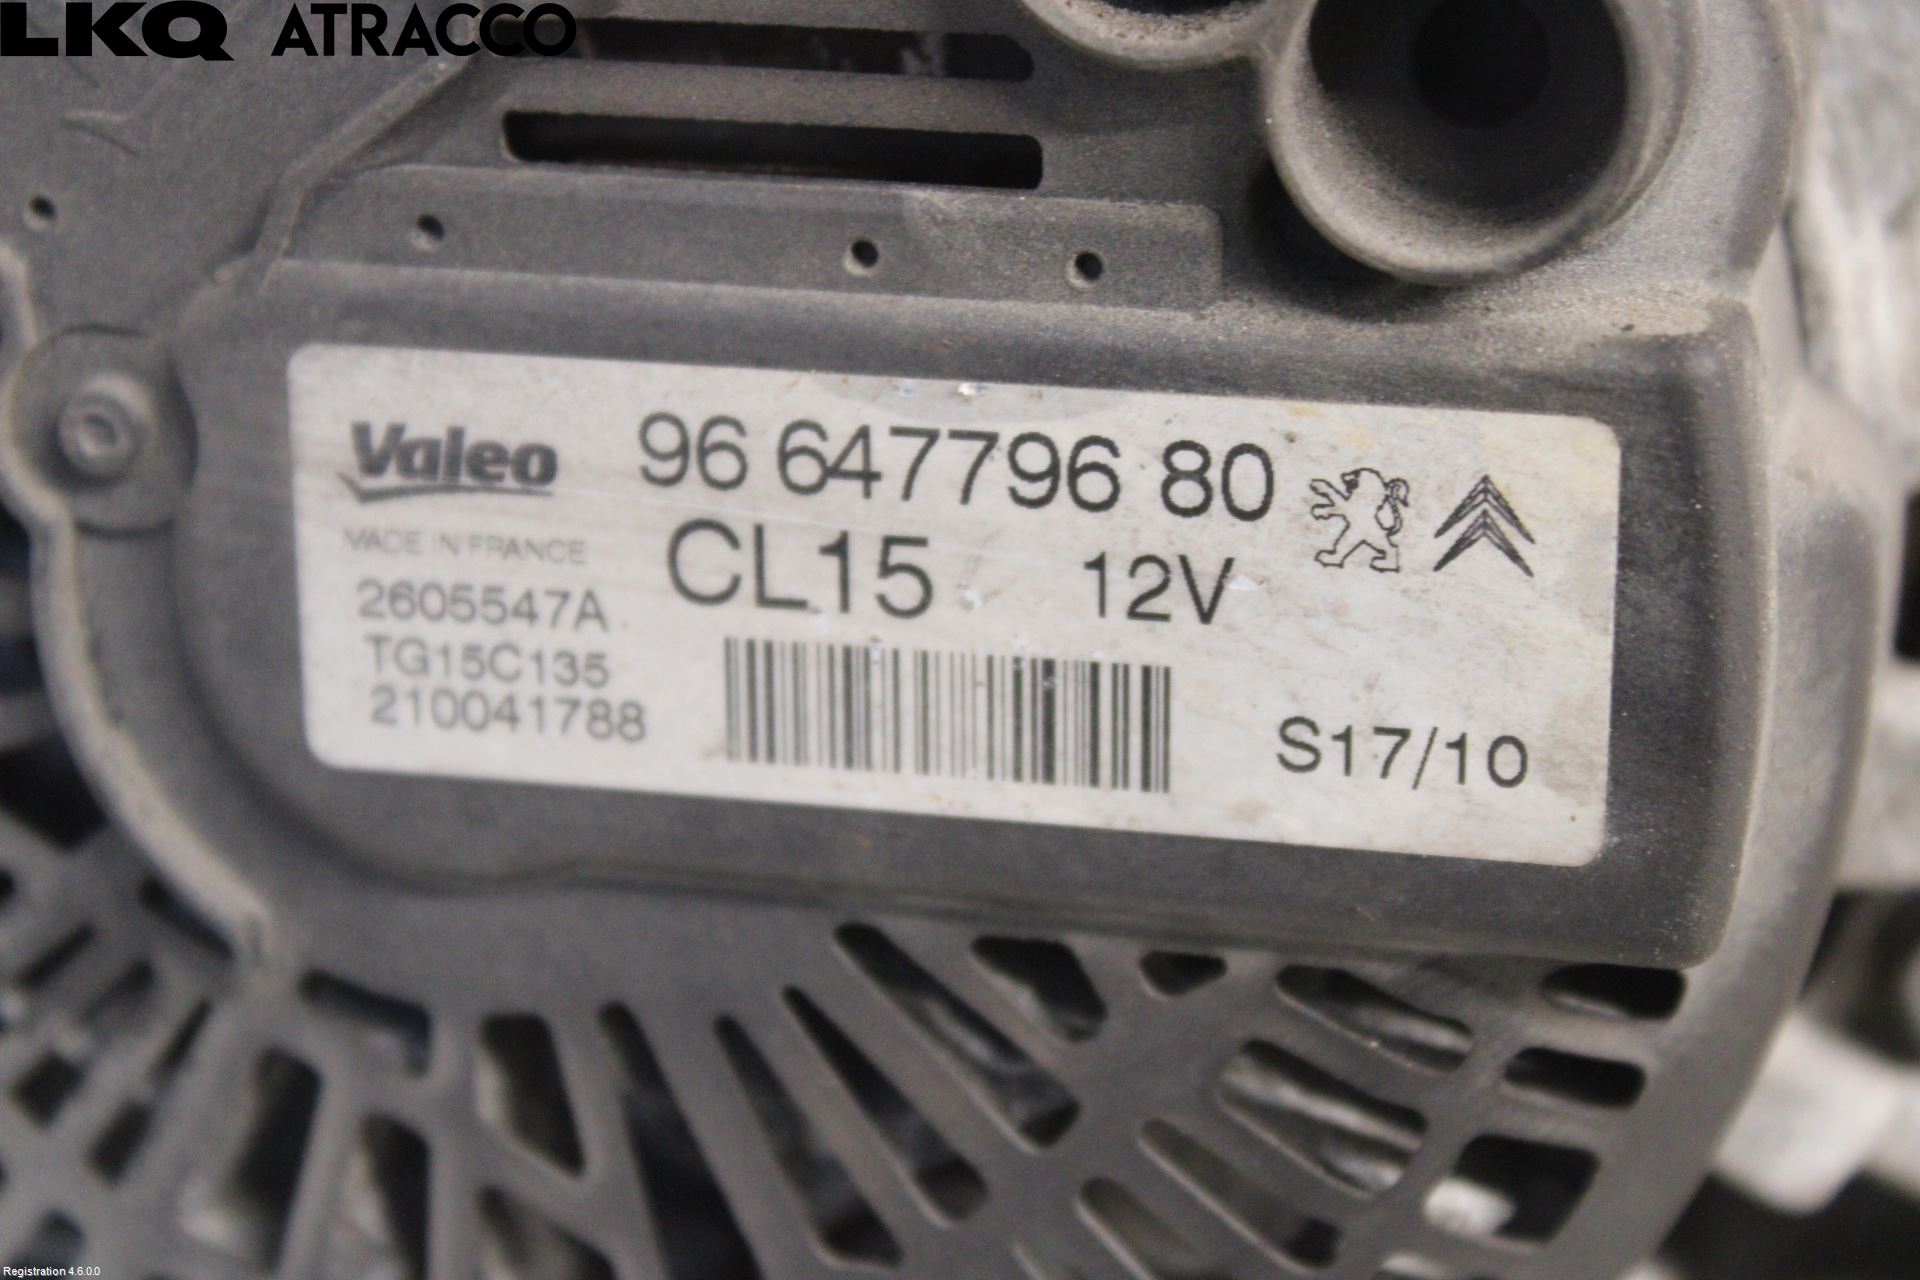 LKQ ATRACCO
Valeo 96 647796 80
MADE IN FRANCE CL15 12V
2605547A
TG15C135
210041788
S17/10
Registration 4.6.0.0